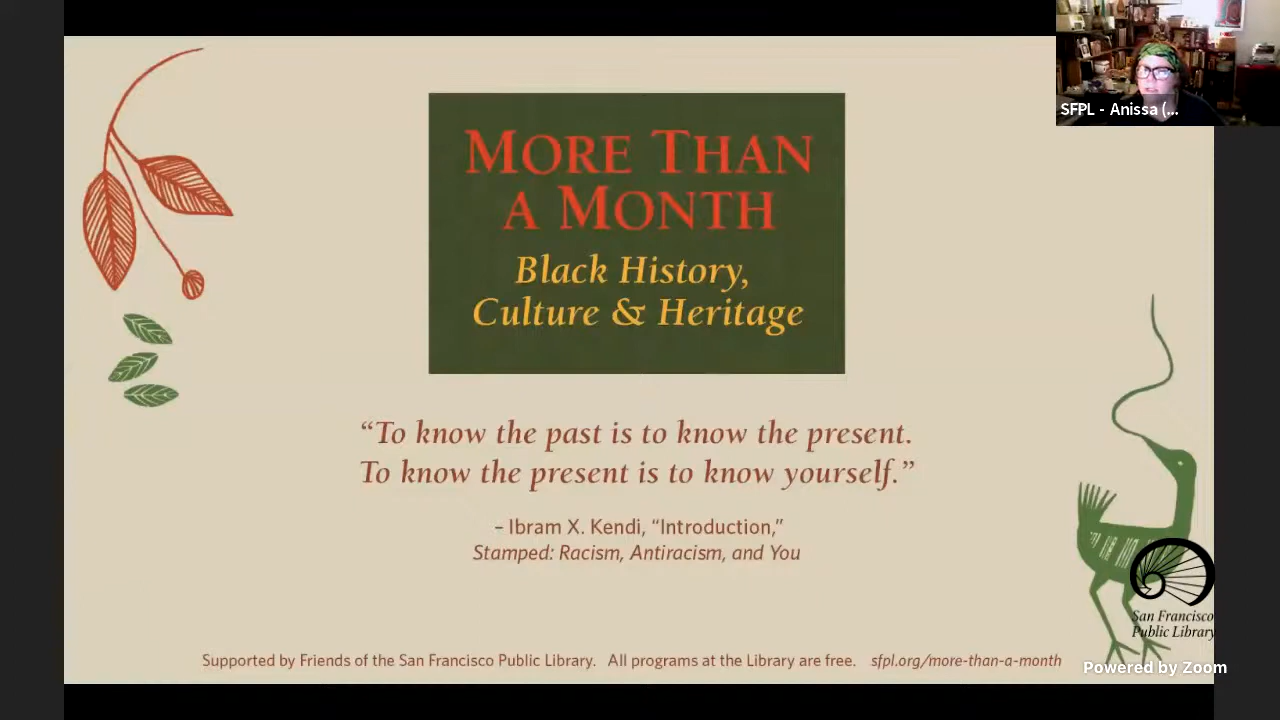 SFPL - Anissa (...
MORE THAN
A MONTH
Black History,
Culture & Heritage
“To know the past is to know the present.
To know the present is to know yourself.”
– Ibram X. Kendi, “Introduction,”
Stamped: Racism, Antiracism, and You
San Francisco
Public Library
Supported by Friends of the San Francisco Public Library. All programs at the Library are free. sfpl.org/more-than-a-month
Powered by Zoom